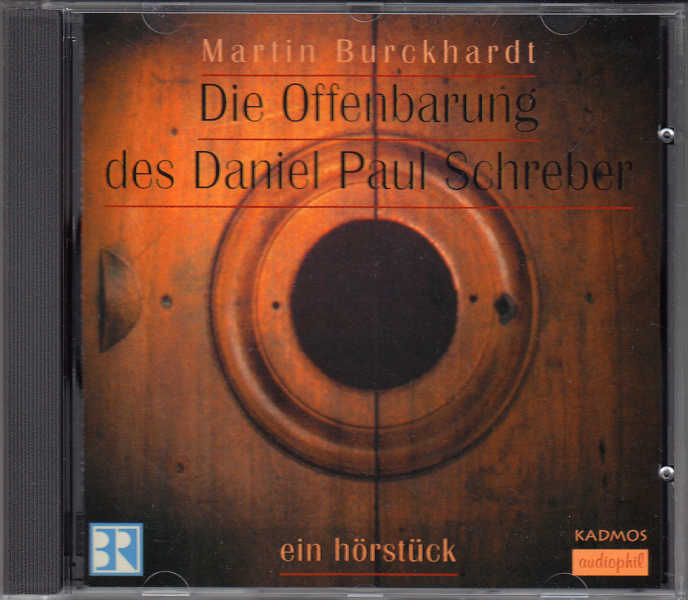 Martin Burckhardt
Die Offenbarung
des Daniel Paul Schreber
BR
ein hörstück
KADMOS
audiophil